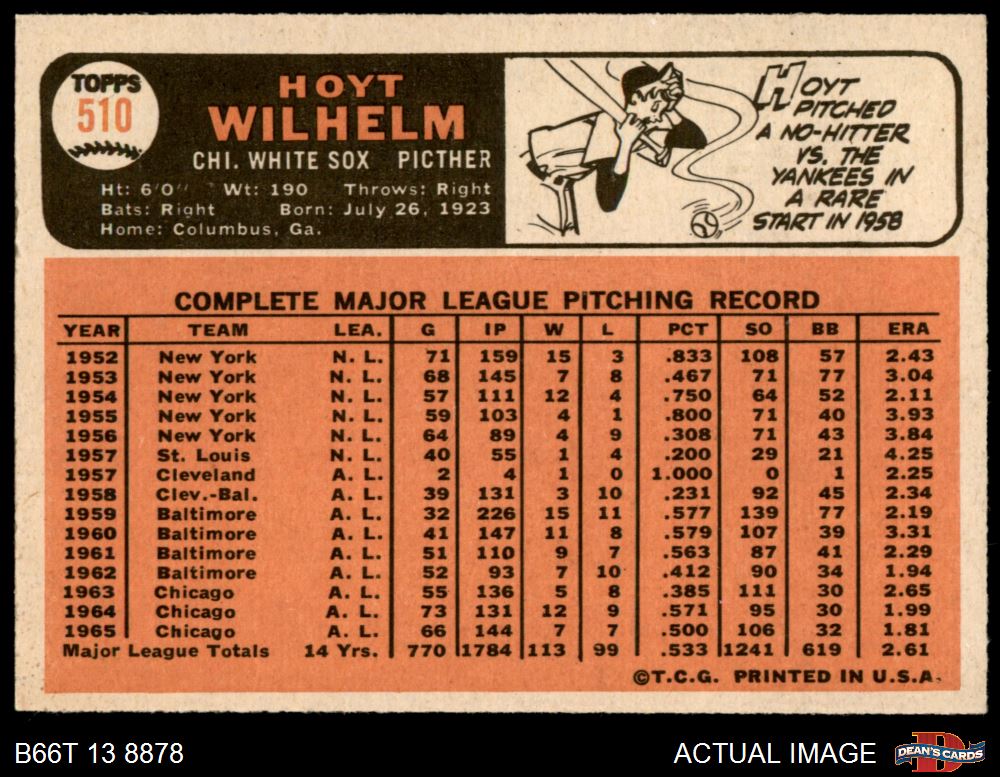 TOPPS
510
HOYT
WILHELM
CHI. WHITE SOX PICTHER
Ht: 6'0" Wt: 190 Throws: Right
Bats: Right Born: July 26, 1923
Home: Columbus, Ga.
HOYT
PITCHED
A NO-HITTER
VS. THE
YANKEES IN
A RARE
START IN 1958
COMPLETE MAJOR LEAGUE PITCHING RECORD
YEAR TEAM LEA. G IP W L PCT SO BB ERA
1952 New York N. L. 71 159 15 3 .833 108 57 2.43
1953 New York N. L. 68 145 7 8 .467 71 77 3.04
1954 New York N. L. 57 111 12 4 .750 64 52 2.11
1955 New York N. L. 59 103 4 1 .800 71 40 3.93
1956 New York N. L. 64 89 4 9 .308 71 43 3.84
1957 St. Louis N. L. 40 55 1 4 .200 29 21 4.25
1957 Cleveland A. L. 2 4 1 0 1.000 0 1 2.25
1958 Clev.-Bal. A. L. 39 131 3 10 .231 92 45 2.34
1959 Baltimore A. L. 32 226 15 11 .577 139 77 2.19
1960 Baltimore A. L. 41 147 11 8 .579 107 39 3.31
1961 Baltimore A. L. 51 110 9 7 .563 87 41 2.29
1962 Baltimore A. L. 52 93 7 10 .412 90 34 1.94
1963 Chicago A. L. 55 136 5 8 .385 111 30 2.65
1964 Chicago A. L. 73 131 12 9 .571 95 30 1.99
1965 Chicago A. L. 66 144 7 7 .500 106 32 1.81
Major League Totals 14 Yrs. 770 1784 113 99 .533 1241 619 2.61
©T.C.G. PRINTED IN U.S.A.
B66T 13 8878 ACTUAL IMAGE DEAN'S CARDS